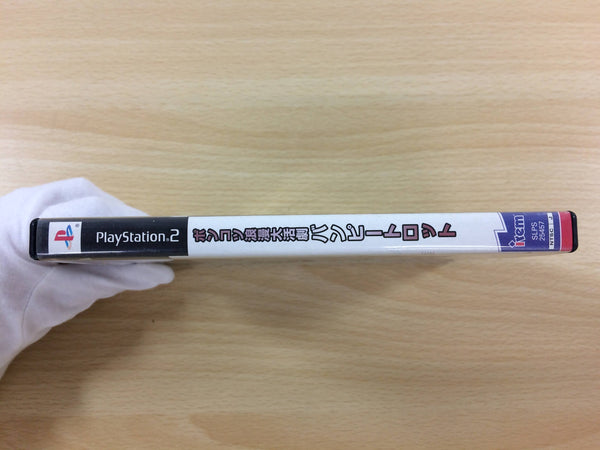 PlayStation.2
ポンコツ浪漫大活劇バンピートロット
irem
SLPS
25457
NTSC J